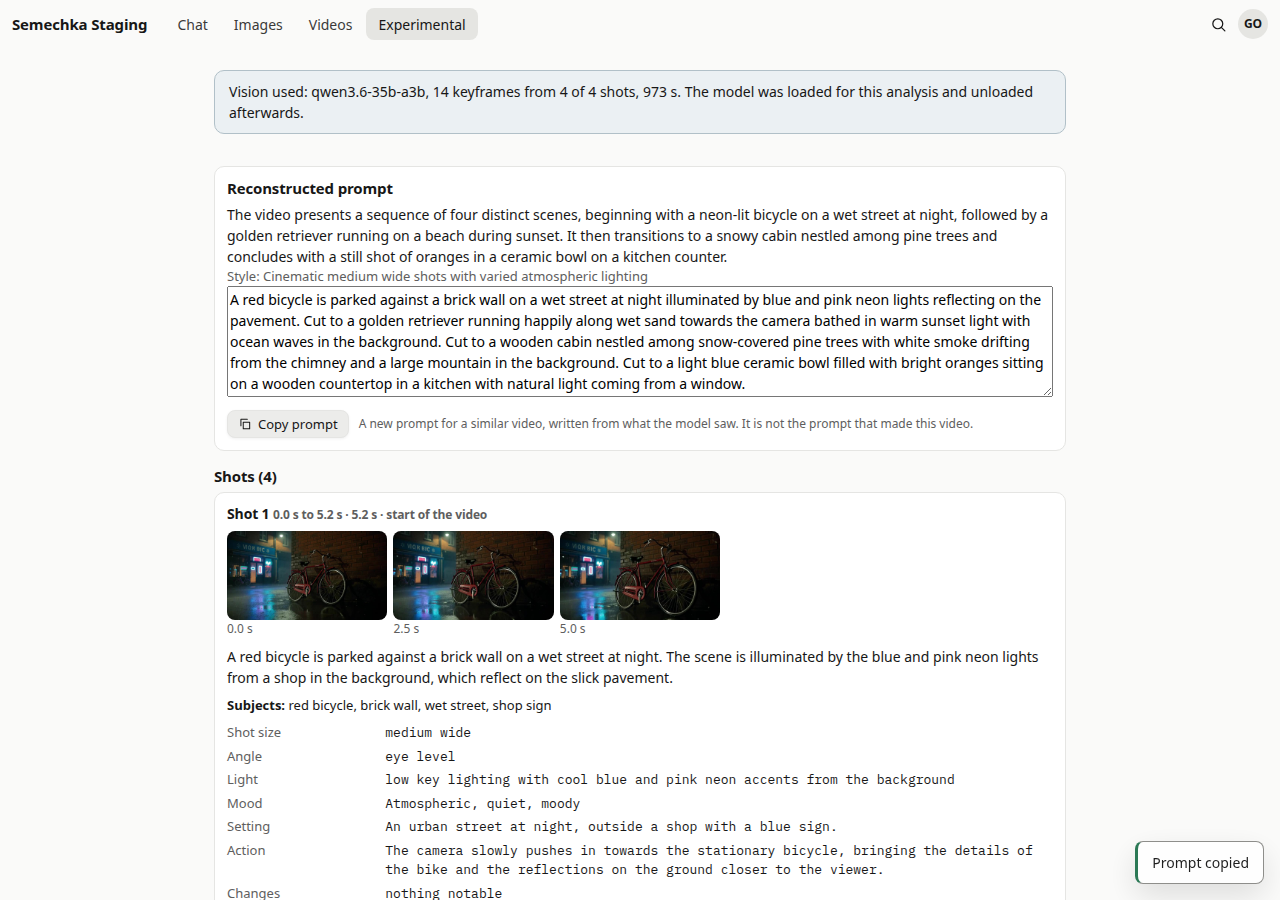 Semechka Staging
Chat
Images
Videos
Experimental
GO
Vision used: qwen3.6-35b-a3b, 14 keyframes from 4 of 4 shots, 973 s. The model was loaded for this analysis and unloaded
afterwards.
Reconstructed prompt
The video presents a sequence of four distinct scenes, beginning with a neon-lit bicycle on a wet street at night, followed by a
golden retriever running on a beach during sunset. It then transitions to a snowy cabin nestled among pine trees and
concludes with a still shot of oranges in a ceramic bowl on a kitchen counter.
Style: Cinematic medium wide shots with varied atmospheric lighting
A red bicycle is parked against a brick wall on a wet street at night illuminated by blue and pink neon lights reflecting on the
pavement. Cut to a golden retriever running happily along wet sand towards the camera bathed in warm sunset light with
ocean waves in the background. Cut to a wooden cabin nestled among snow-covered pine trees with white smoke drifting
from the chimney and a large mountain in the background. Cut to a light blue ceramic bowl filled with bright oranges sitting
on a wooden countertop in a kitchen with natural light coming from a window.
Copy prompt
A new prompt for a similar video, written from what the model saw. It is not the prompt that made this video.
Shots (4)
Shot 1 0.0 s to 5.2 s · 5.2 s · start of the video
0.0 s
2.5 s
5.0 s
A red bicycle is parked against a brick wall on a wet street at night. The scene is illuminated by the blue and pink neon lights
from a shop in the background, which reflect on the slick pavement.
Subjects: red bicycle, brick wall, wet street, shop sign
Shot size medium wide
Angle eye level
Light low key lighting with cool blue and pink neon accents from the background
Mood Atmospheric, quiet, moody
Setting An urban street at night, outside a shop with a blue sign.
Action The camera slowly pushes in towards the stationary bicycle, bringing the details of
the bike and the reflections on the ground closer to the viewer.
Changes nothing notable
Prompt copied